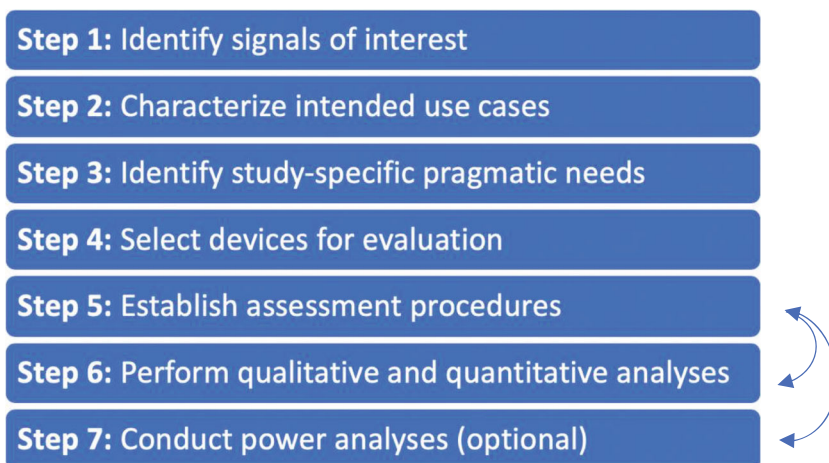 Step 1: Identify signals of interest
Step 2: Characterize intended use cases
Step 3: Identify study-specific pragmatic needs
Step 4: Select devices for evaluation
Step 5: Establish assessment procedures
Step 6: Perform qualitative and quantitative analyses
Step 7: Conduct power analyses (optional)